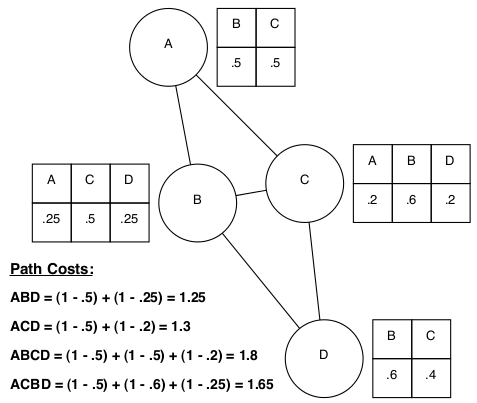 A
B C
.5 .5
A C D
.25 .5 .25
B
C
A B D
.2 .6 .2
Path Costs:
ABD = (1 - .5) + (1 - .25) = 1.25
ACD = (1 - .5) + (1 - .2) = 1.3
ABCD = (1 - .5) + (1 - .5) + (1 - .2) = 1.8
ACBD = (1 - .5) + (1 - .6) + (1 - .25) = 1.65
D
B C
.6 .4